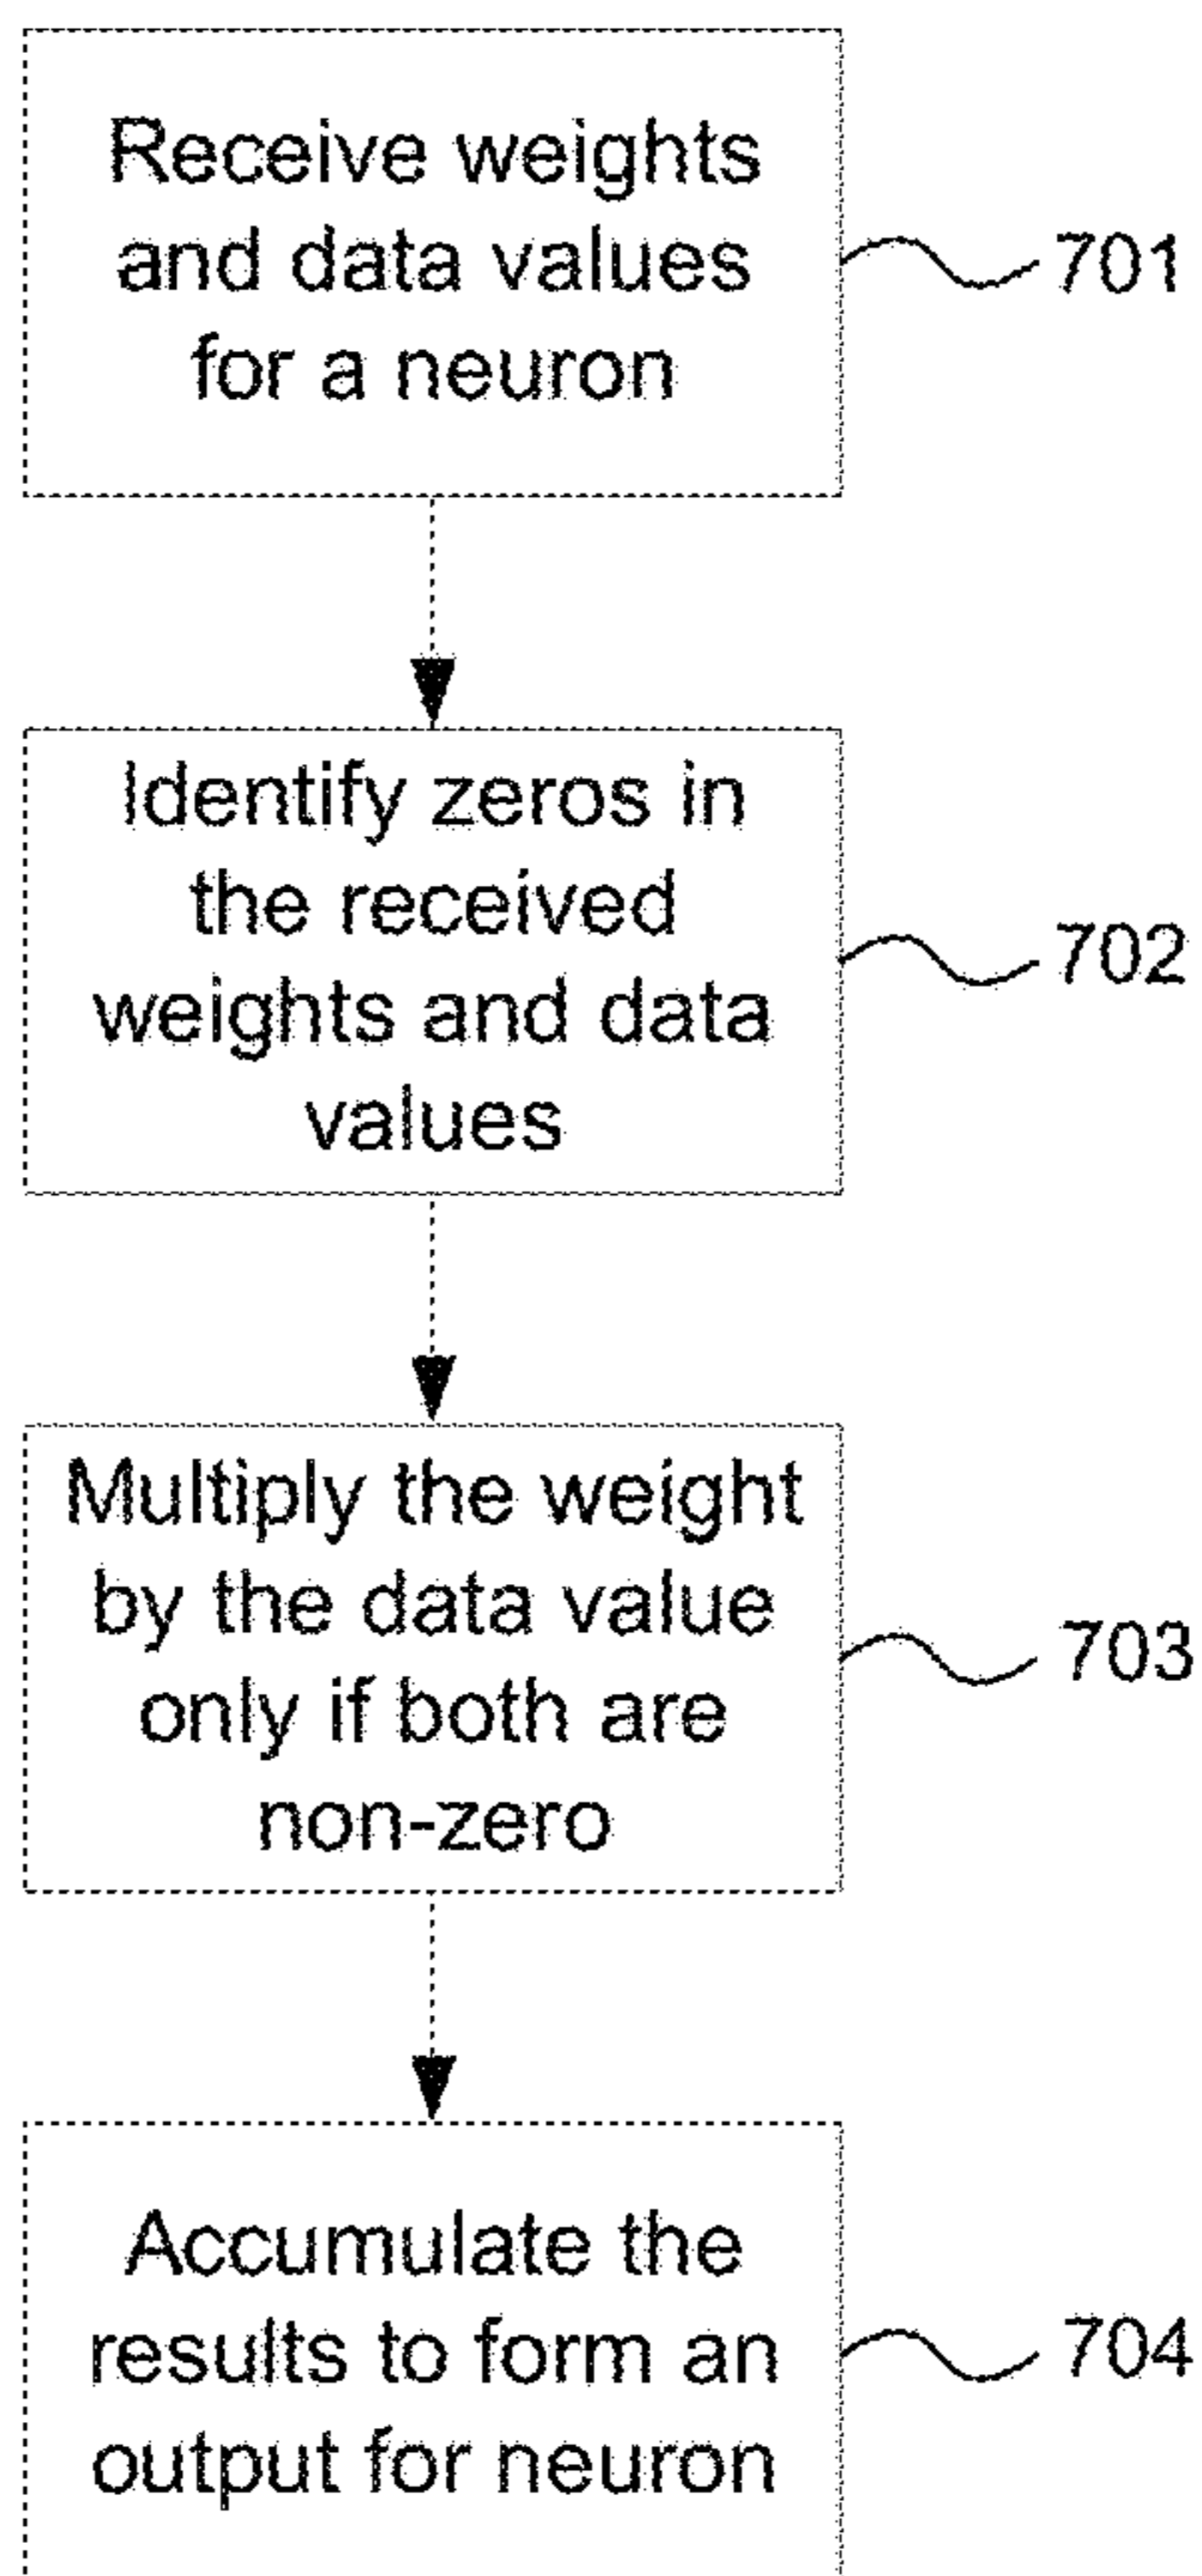 Receive weights
and data values
for a neuron
701
Identify zeros in
the received
weights and data
values
702
Multiply the weight
by the data value
only if both are
non-zero
703
Accumulate the
results to form an
output for neuron
704